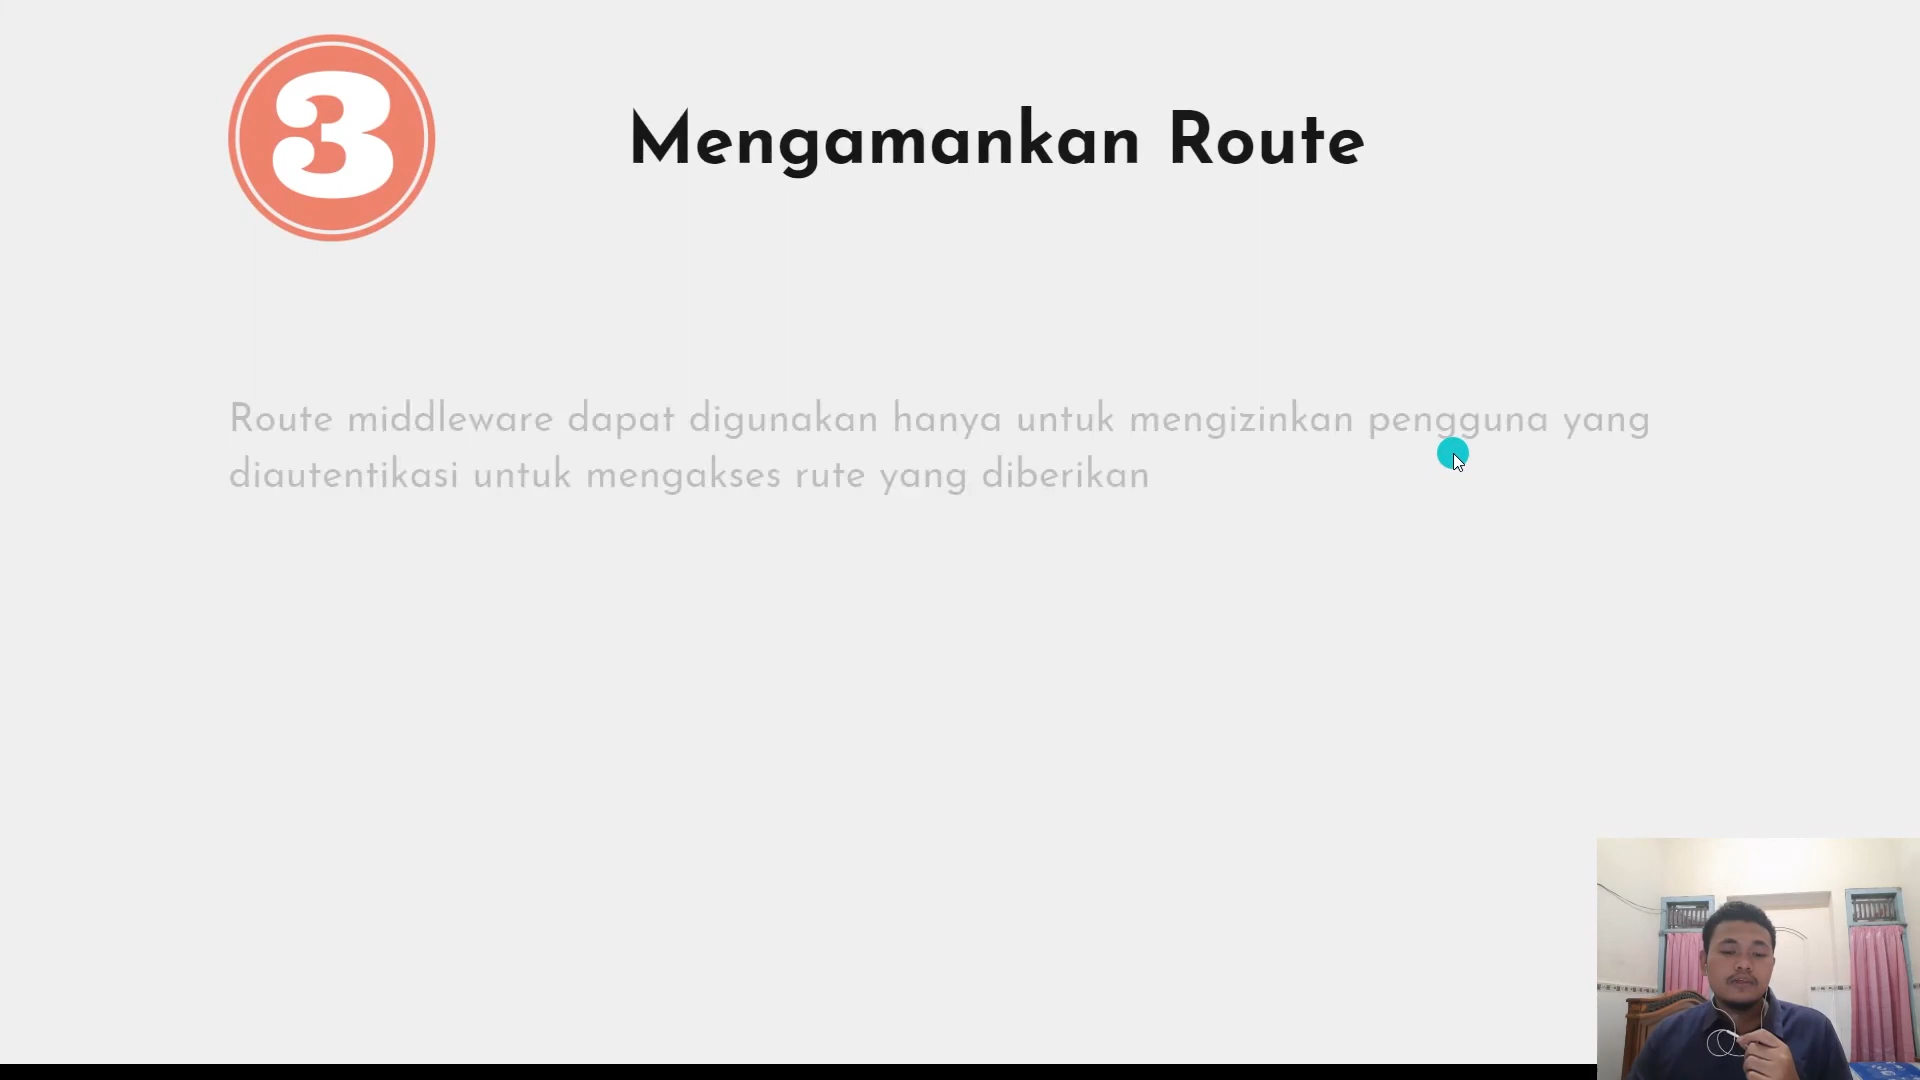 3
Mengamankan Route
Route middleware dapat digunakan hanya untuk mengizinkan pengguna yang
diautentikasi untuk mengakses rute yang diberikan